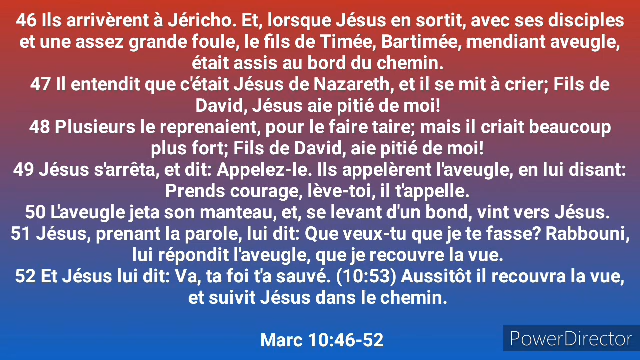 46 Ils arrivèrent à Jéricho. Et, lorsque Jésus en sortit, avec ses disciples
et une assez grande foule, le fils de Timée, Bartimée, mendiant aveugle,
était assis au bord du chemin.
47 Il entendit que c'était Jésus de Nazareth, et il se mit à crier; Fils de
David, Jésus aie pitié de moi!
48 Plusieurs le reprenaient, pour le faire taire; mais il criait beaucoup
plus fort; Fils de David, aie pitié de moi!
49 Jésus s'arrêta, et dit: Appelez-le. Ils appelèrent l'aveugle, en lui disant:
Prends courage, lève-toi, il t'appelle.
50 L'aveugle jeta son manteau, et, se levant d'un bond, vint vers Jésus.
51 Jésus, prenant la parole, lui dit: Que veux-tu que je te fasse? Rabbouni,
lui répondit l'aveugle, que je recouvre la vue.
52 Et Jésus lui dit: Va, ta foi t'a sauvé. (10:53) Aussitôt il recouvra la vue,
et suivit Jésus dans le chemin.
Marc 10:46-52
PowerDirector